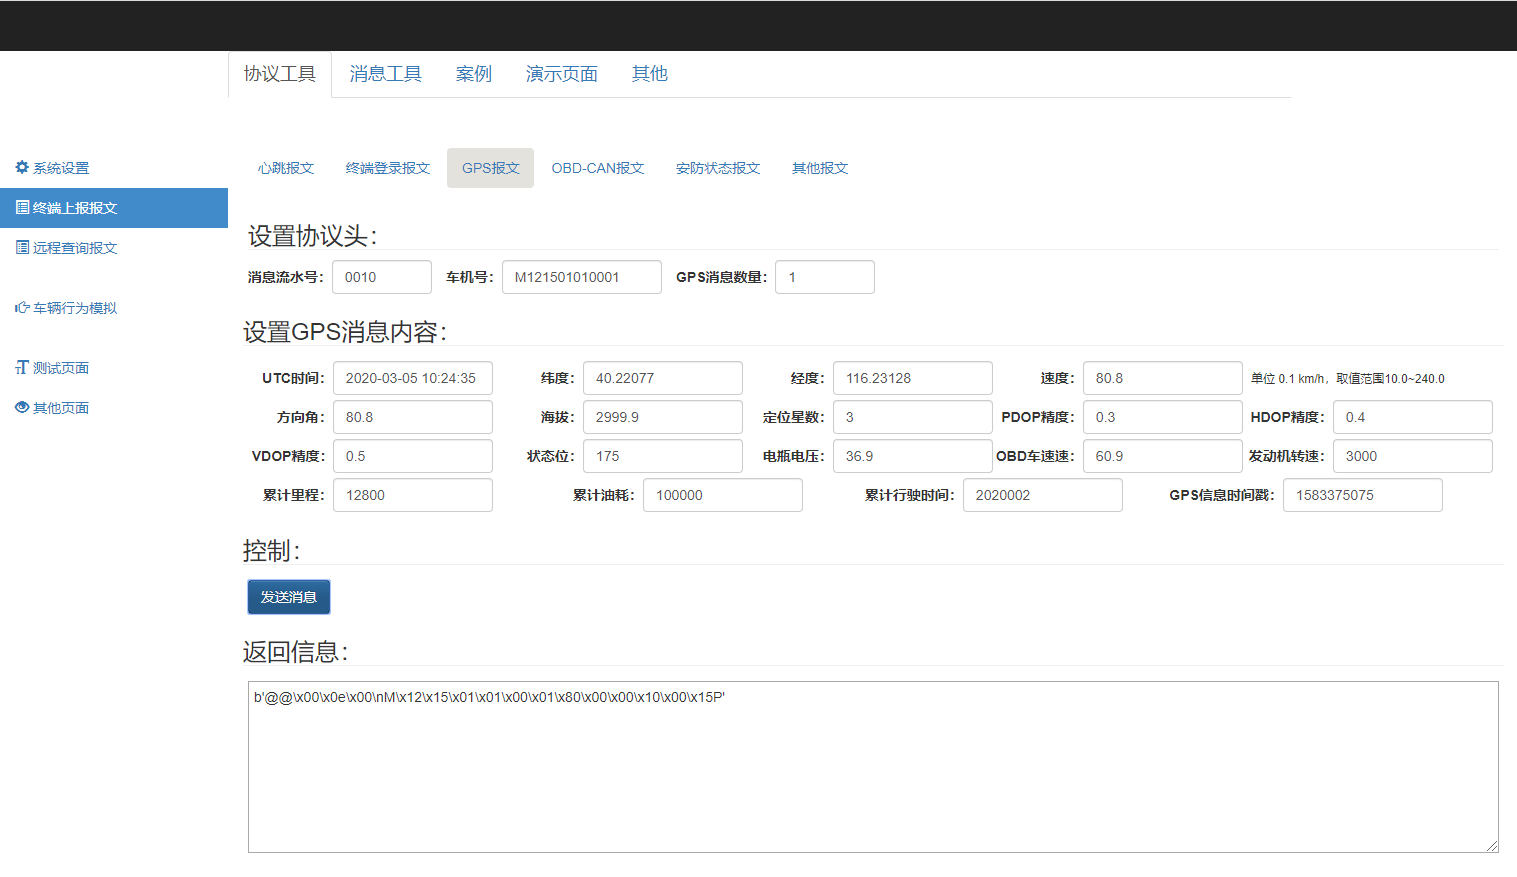 协议工具 消息工具 案例 演示页面 其他
系统设置
终端上报报文
远程查询报文
车辆行为模拟
测试页面
其他页面
心跳报文 终端登录报文 GPS报文 OBD-CAN报文 安防状态报文 其他报文
设置协议头：
消息流水号： 0010 车机号： M121501010001 GPS消息数量： 1
设置GPS消息内容：
UTC时间： 2020-03-05 10:24:35 纬度： 40.22077 经度： 116.23128 速度： 80.8 单位 0.1 km/h，取值范围10.0~240.0
方向角： 80.8 海拔： 2999.9 定位星数： 3 PDOP精度： 0.3 HDOP精度： 0.4
VDOP精度： 0.5 状态位： 175 电瓶电压： 36.9 OBD车速速： 60.9 发动机转速： 3000
累计里程： 12800 累计油耗： 100000 累计行驶时间： 2020002 GPS信息时间戳： 1583375075
控制：
发送消息
返回信息：
b'@@\x00\x0e\x00\nM\x12\x15\x01\x01\x00\x01\x80\x00\x00\x10\x00\x15P'